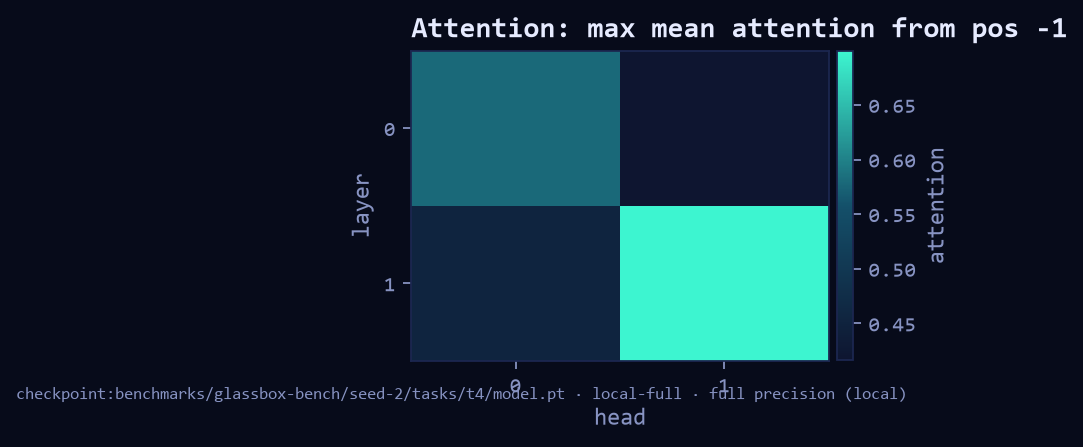 Attention: max mean attention from pos -1
0
1
layer
0.65
0.60
0.55
0.50
0.45
attention
0
1
checkpoint:benchmarks/glassbox-bench/seed-2/tasks/t4/model.pt · local-full · full precision (local)
head